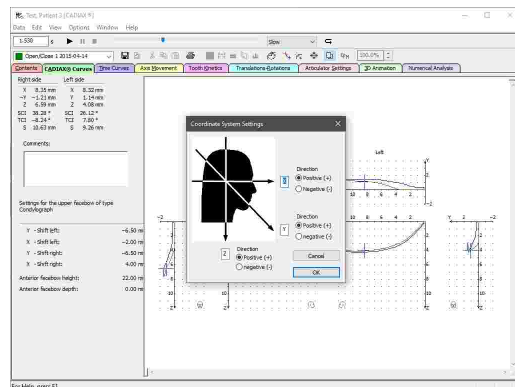 Test, Patient 3 [CADIAX ®]
Data Edit View Options Window Help
1.530 s Slow
Open/Close 1 2015-04-14 100.0%
Contents CADIAX® Curves Time Curves Axis Movement Tooth Kinetics Translations-Rotations Articulator Settings 3D Animation Numerical Analysis
Right side Left side
X 8.35 mm X 8.32 mm
Y -1.21 mm Y 1.14 mm
Z 6.59 mm Z 4.08 mm
SCI 38.28 ° SCI 26.12 °
TCI -8.24 ° TCI 7.80 °
S 10.63 mm S 9.26 mm
Comments:
Settings for the upper facebow of type
Condylograph
Y - Shift left: -6.50 mm
X - Shift left: -2.00 mm
Y - Shift right: -6.50 mm
X - Shift right: 4.00 mm
Anterior facebow height: 22.00 mm
Anterior facebow depth: 0.00 mm
Coordinate System Settings
Direction
X Positive (+)
Negative (-)
Direction
Y Positive (+)
negative (-)
Direction
Z Positive (+)
negative (-)
Cancel
OK
Left
For Help, press F1